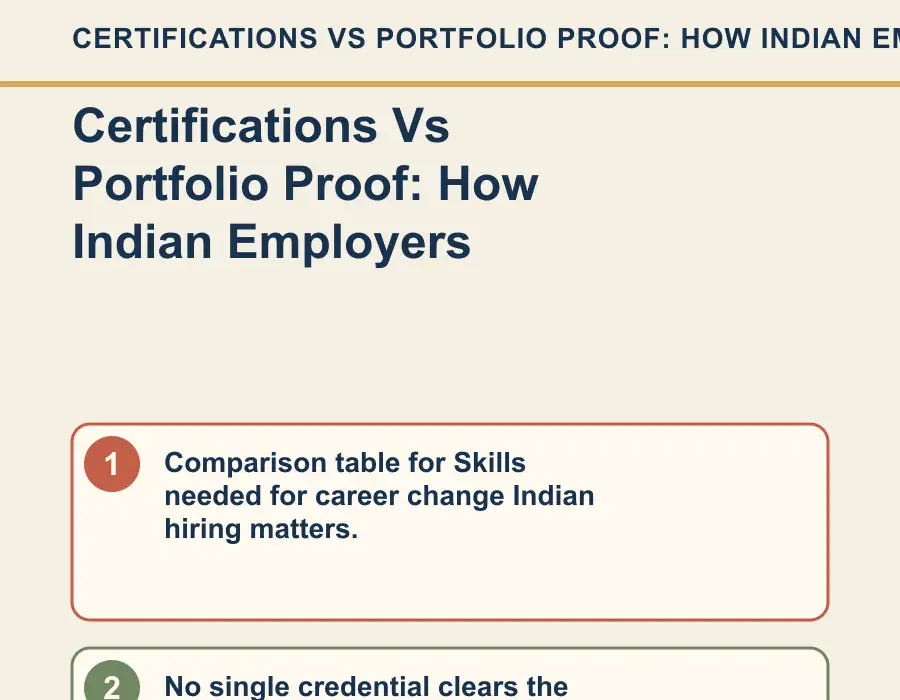 CERTIFICATIONS VS PORTFOLIO PROOF: HOW INDIAN
Certifications Vs
Portfolio Proof: How
Indian Employers
1
Comparison table for Skills
needed for career change Indian
hiring matters.
2
No single credential clears the